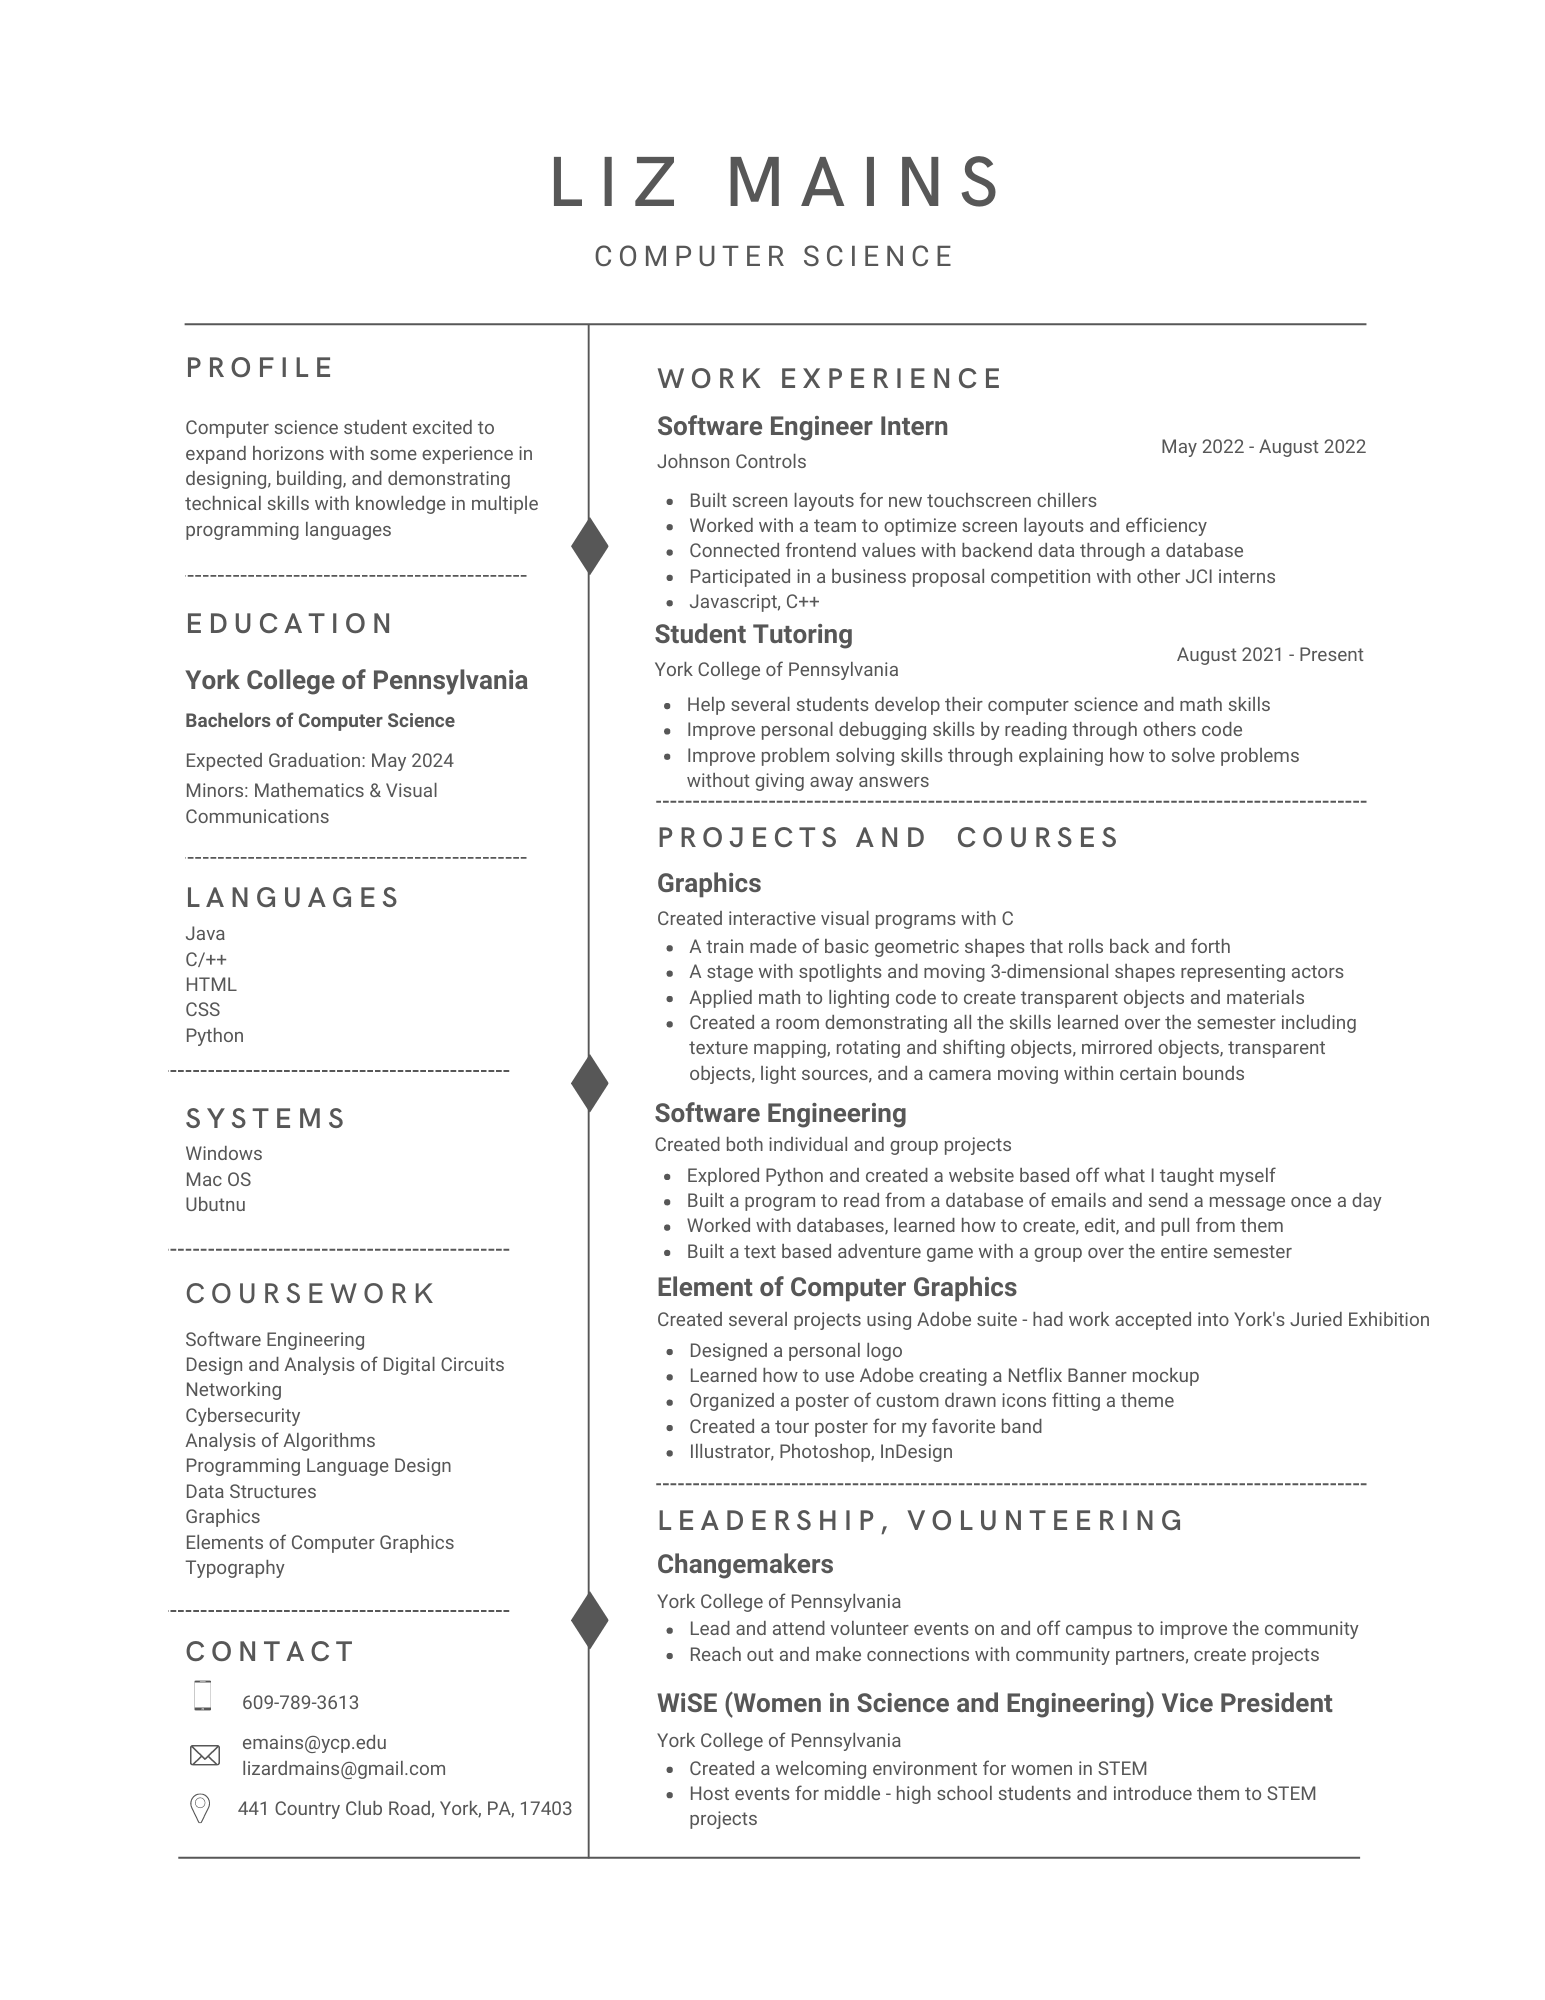 LIZ MAINS
COMPUTER SCIENCE
PROFILE
Computer science student excited to
expand horizons with some experience in
designing, building, and demonstrating
technical skills with knowledge in multiple
programming languages
EDUCATION
York College of Pennsylvania
Bachelors of Computer Science
Expected Graduation: May 2024
Minors: Mathematics & Visual
Communications
LANGUAGES
Java
C/++
HTML
CSS
Python
SYSTEMS
Windows
Mac OS
Ubutnu
COURSEWORK
Software Engineering
Design and Analysis of Digital Circuits
Networking
Cybersecurity
Analysis of Algorithms
Programming Language Design
Data Structures
Graphics
Elements of Computer Graphics
Typography
CONTACT
609-789-3613
emains@ycp.edu
lizardmains@gmail.com
441 Country Club Road, York, PA, 17403
WORK EXPERIENCE
Software Engineer Intern
May 2022 - August 2022
Johnson Controls
• Built screen layouts for new touchscreen chillers
• Worked with a team to optimize screen layouts and efficiency
• Connected frontend values with backend data through a database
• Participated in a business proposal competition with other JCI interns
• Javascript, C++
Student Tutoring
August 2021 - Present
York College of Pennsylvania
• Help several students develop their computer science and math skills
• Improve personal debugging skills by reading through others code
• Improve problem solving skills through explaining how to solve problems
without giving away answers
PROJECTS AND COURSES
Graphics
Created interactive visual programs with C
• A train made of basic geometric shapes that rolls back and forth
• A stage with spotlights and moving 3-dimensional shapes representing actors
• Applied math to lighting code to create transparent objects and materials
• Created a room demonstrating all the skills learned over the semester including
texture mapping, rotating and shifting objects, mirrored objects, transparent
objects, light sources, and a camera moving within certain bounds
Software Engineering
Created both individual and group projects
• Explored Python and created a website based off what I taught myself
• Built a program to read from a database of emails and send a message once a day
• Worked with databases, learned how to create, edit, and pull from them
• Built a text based adventure game with a group over the entire semester
Element of Computer Graphics
Created several projects using Adobe suite - had work accepted into York's Juried Exhibition
• Designed a personal logo
• Learned how to use Adobe creating a Netflix Banner mockup
• Organized a poster of custom drawn icons fitting a theme
• Created a tour poster for my favorite band
• Illustrator, Photoshop, InDesign
LEADERSHIP, VOLUNTEERING
Changemakers
York College of Pennsylvania
• Lead and attend volunteer events on and off campus to improve the community
• Reach out and make connections with community partners, create projects
WiSE (Women in Science and Engineering) Vice President
York College of Pennsylvania
• Created a welcoming environment for women in STEM
• Host events for middle - high school students and introduce them to STEM
projects